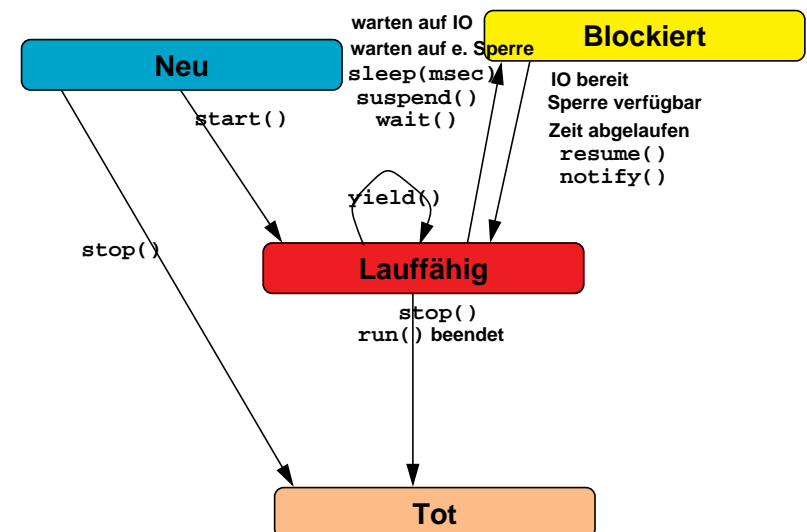 warten auf IO
Blockiert
warten auf e. Sperre
Neu
sleep(msec)
suspend()
wait()
IO bereit
Sperre verfügbar
Zeit abgelaufen
resume()
notify()
start()
yield()
stop()
Lauffähig
stop()
run() beendet
Tot